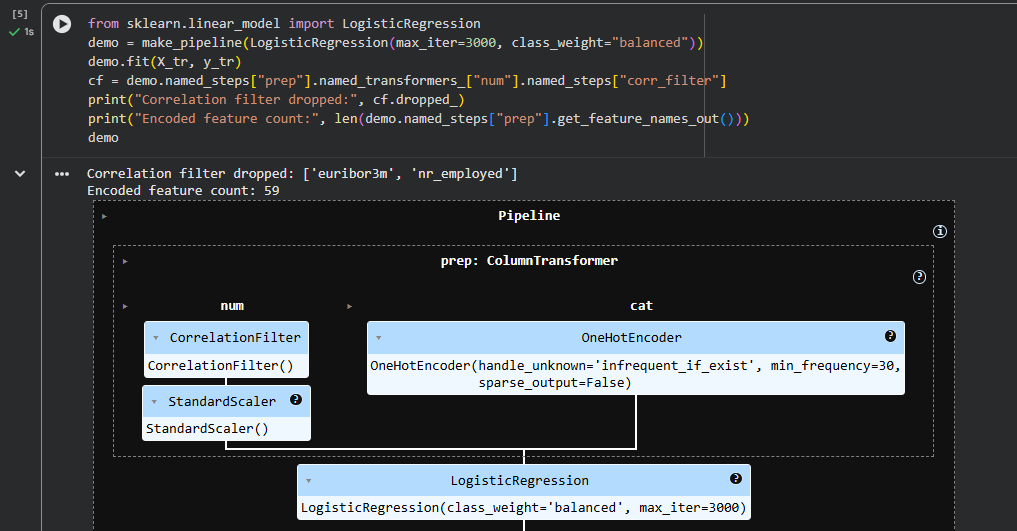 [5]
✓ 1s
from sklearn.linear_model import LogisticRegression
demo = make_pipeline(LogisticRegression(max_iter=3000, class_weight="balanced"))
demo.fit(X_tr, y_tr)
cf = demo.named_steps["prep"].named_transformers_["num"].named_steps["corr_filter"]
print("Correlation filter dropped:", cf.dropped_)
print("Encoded feature count:", len(demo.named_steps["prep"].get_feature_names_out()))
demo
Correlation filter dropped: ['euribor3m', 'nr_employed']
Encoded feature count: 59
Pipeline
prep: ColumnTransformer
num
cat
CorrelationFilter
CorrelationFilter()
StandardScaler
StandardScaler()
OneHotEncoder
OneHotEncoder(handle_unknown='infrequent_if_exist', min_frequency=30,
sparse_output=False)
LogisticRegression
LogisticRegression(class_weight='balanced', max_iter=3000)